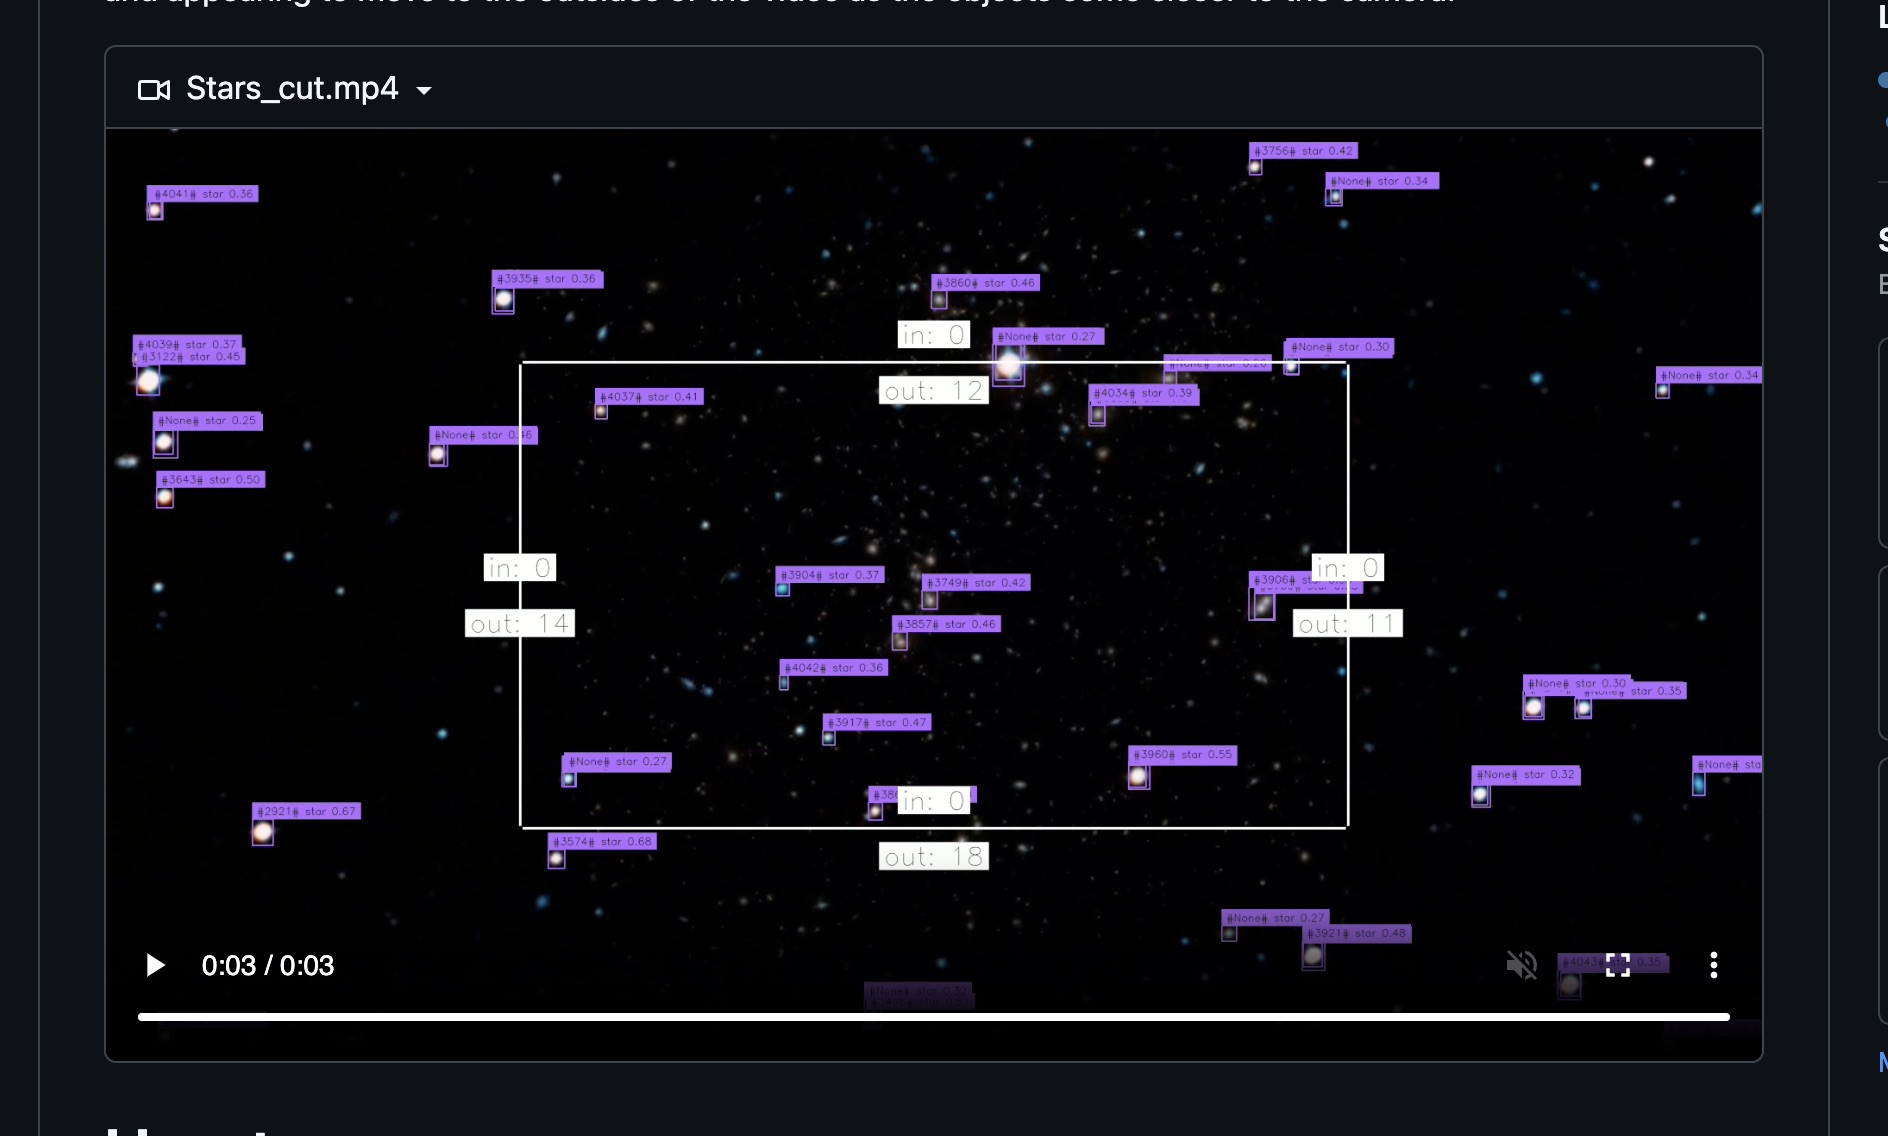 Stars_cut.mp4
#3756# star 0.42
#None# star 0.34
#4041# star 0.36
#3935# star 0.36
#3860# star 0.46
in: 0
#None# star 0.27
#4039# star 0.37
#3122# star 0.45
#None# star 0.30
#None# star
#None# star 0.34
out: 12
#4037# star 0.41
#4034# star 0.39
#None# star 0.25
#None# star 0.46
#3643# star 0.50
in: 0
in: 0
#3904# star 0.37
#3749# star 0.42
#3906#
out: 14
#3857# star 0.46
out: 11
#4042# star 0.36
#None# star 0.30
star 0.35
#3917# star 0.47
#None# star 0.27
#3960# star 0.55
#None# sta
#None# star 0.32
#38
in: 0
#2921# star 0.67
#3574# star 0.68
out: 18
#None# star 0.27
#3921# star 0.48
0:03 / 0:03
#4043# star 0.35